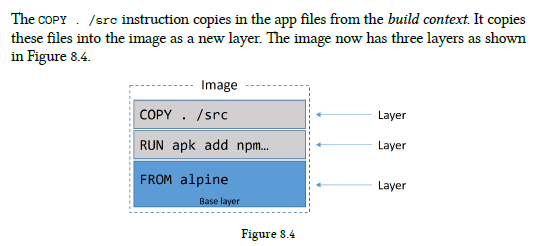 The COPY . /src instruction copies in the app files from the build context. It copies
these files into the image as a new layer. The image now has three layers as shown
in Figure 8.4.
Image
COPY . /src
Layer
RUN apk add npm…
Layer
FROM alpine
Layer
Base layer
Figure 8.4